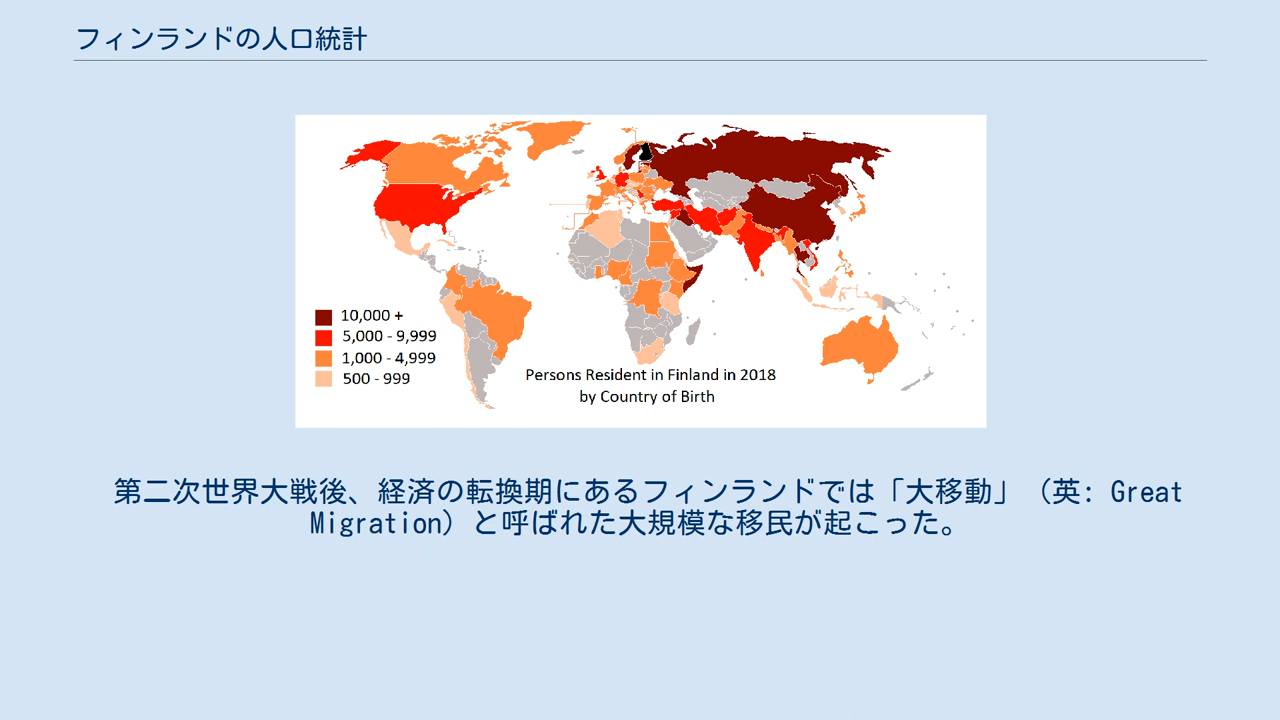 フィンランドの人口統計
10,000 +
5,000 - 9,999
1,000 - 4,999
500 - 999
Persons Resident in Finland in 2018
by Country of Birth
第二次世界大戦後、経済の転換期にあるフィンランドでは「大移動」（英: Great
Migration）と呼ばれた大規模な移民が起こった。